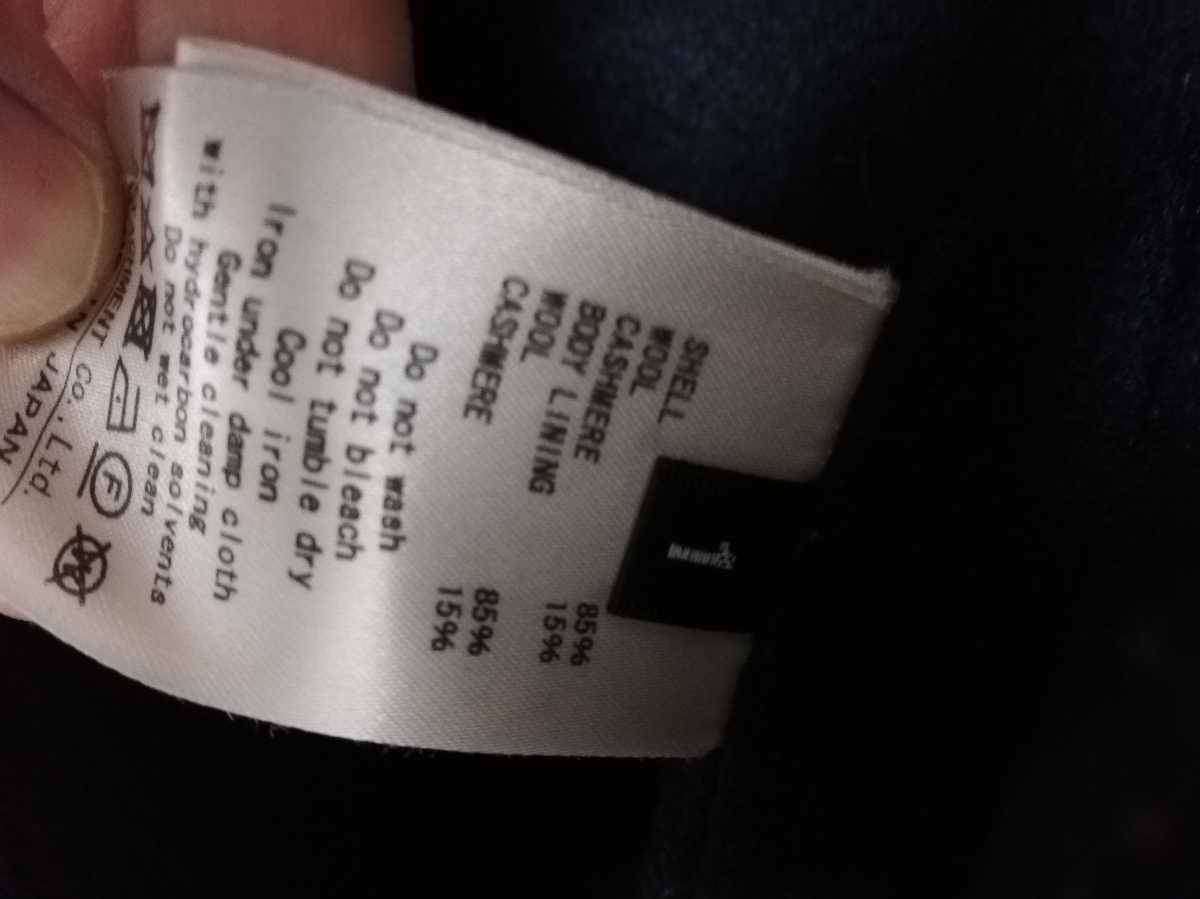 SHELL
WOOL 85%
CASHMERE 15%
BODY LINING
WOOL 85%
CASHMERE 15%
Do not wash
Do not bleach
Do not tumble dry
Cool iron
Iron under damp cloth
Gentle cleaning
with hydrocarbon solvents
Do not wet clean
F
CO.,Ltd.
JAPAN